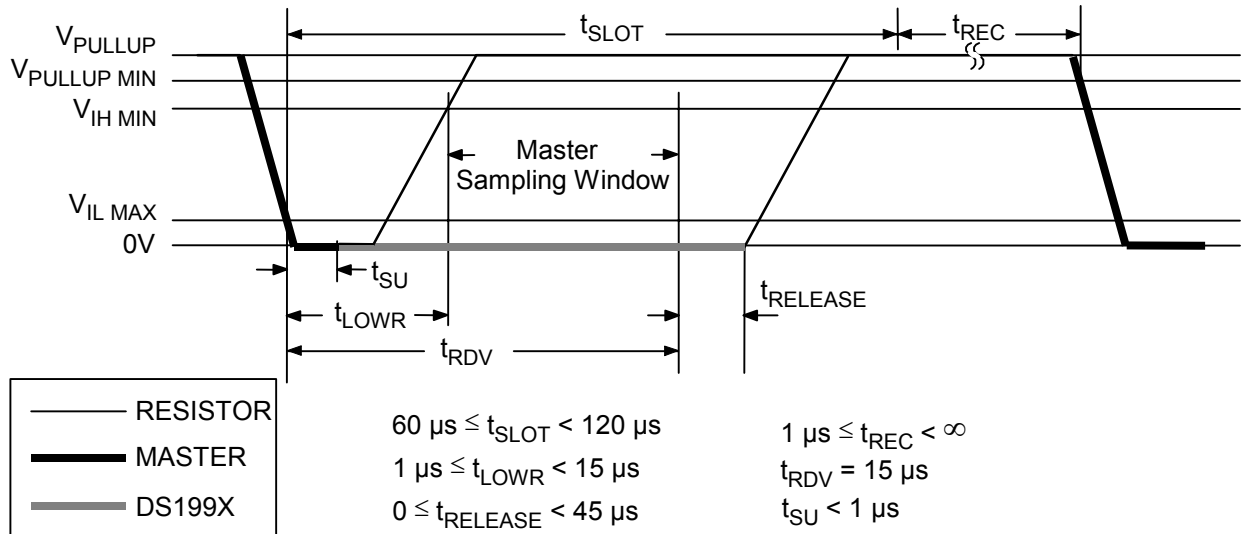 tSLOT
tREC
VPULLUP
VPULLUP MIN
VIH MIN
Master
Sampling Window
VIL MAX
0V
tSU
tRELEASE
tLOWR
tRDV
RESISTOR
MASTER
DS199X
60 µs ≤ tSLOT < 120 µs
1 µs ≤ tLOWR < 15 µs
0 ≤ tRELEASE < 45 µs
1 µs ≤ tREC < ∞
tRDV = 15 µs
tSU < 1 µs